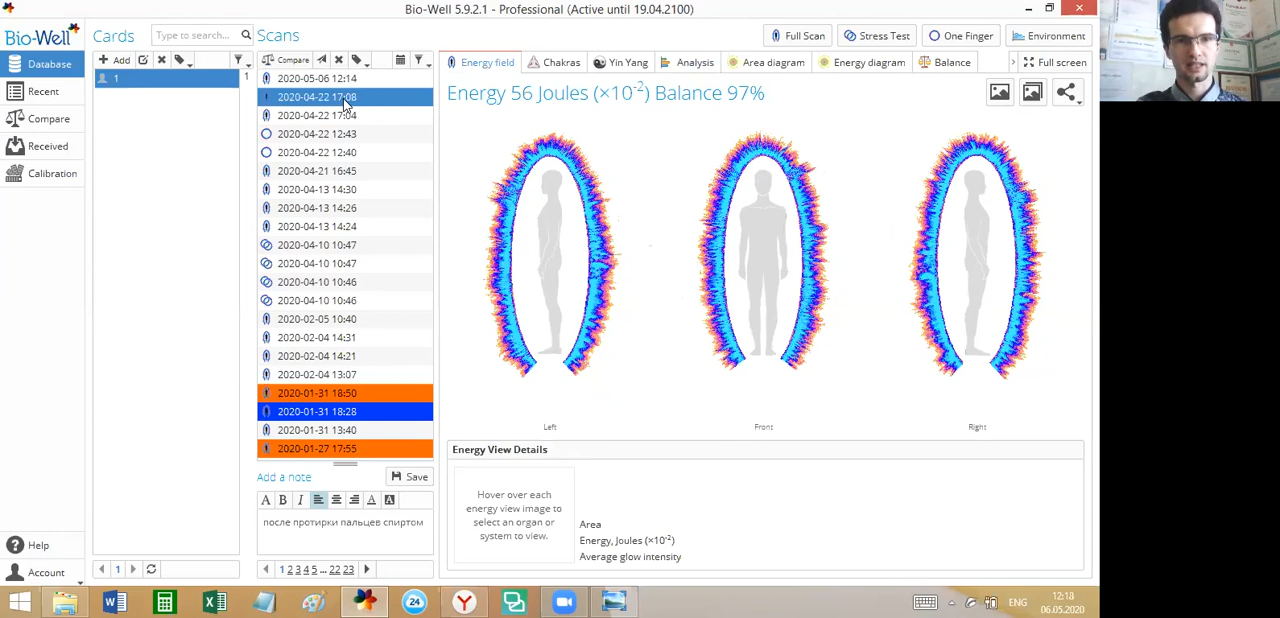 Bio-Well 5.9.2.1 - Professional (Active until 19.04.2100)
Bio-Well
Cards
Type to search...
Scans
Full Scan
Stress Test
One Finger
Environment
Database
Recent
Compare
Received
Calibration
Help
Account
Add
1
1
1
Compare
2020-05-06 12:14
2020-04-22 17:08
2020-04-22 17:04
2020-04-22 12:43
2020-04-22 12:40
2020-04-21 16:45
2020-04-13 14:30
2020-04-13 14:26
2020-04-13 14:24
2020-04-10 10:47
2020-04-10 10:47
2020-04-10 10:46
2020-04-10 10:46
2020-02-05 10:40
2020-02-04 14:31
2020-02-04 14:21
2020-02-04 13:07
2020-01-31 18:50
2020-01-31 18:28
2020-01-31 13:40
2020-01-27 17:55
Add a note
Save
A B I A A
после протирки пальцев спиртом
1 2 3 4 5 ... 22 23
Energy field
Chakras
Yin Yang
Analysis
Area diagram
Energy diagram
Balance
Full screen
Energy 56 Joules (×10-2) Balance 97%
Left
Front
Right
Energy View Details
Hover over each
energy view image to
select an organ or
system to view.
Area
Energy, Joules (×10-2)
Average glow intensity
24
ENG
12:18
06.05.2020